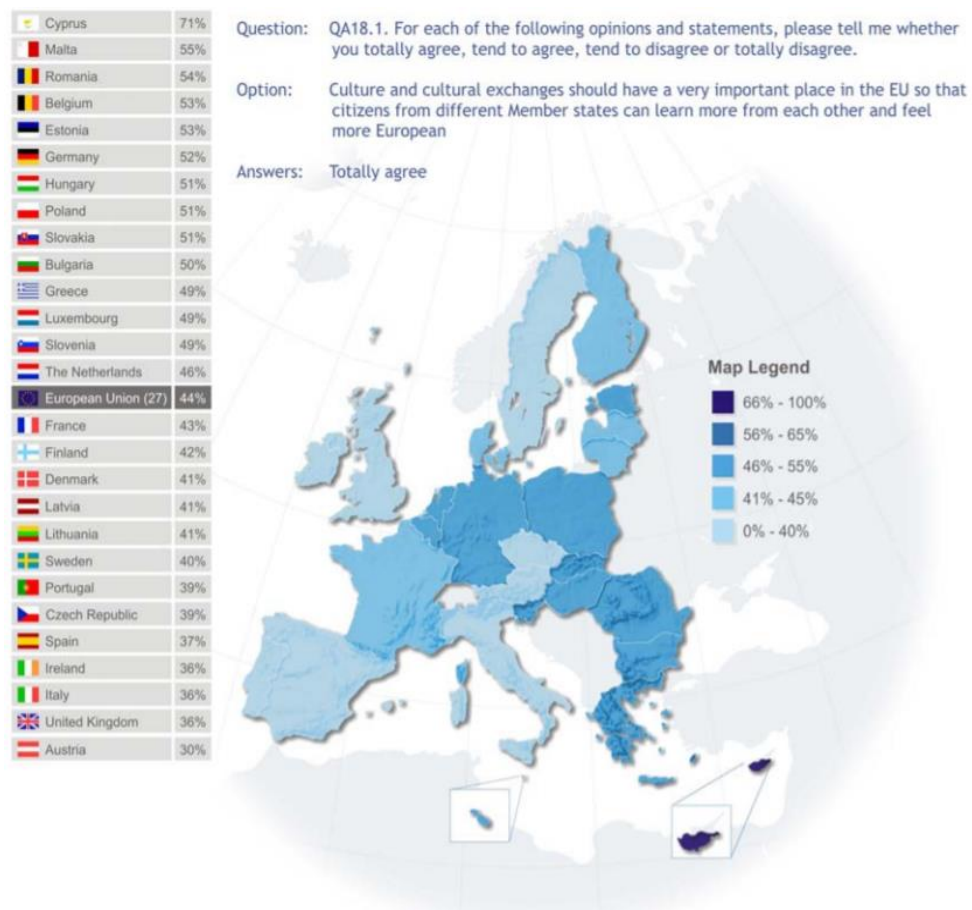 Cyprus 71%
Malta 55%
Romania 54%
Belgium 53%
Estonia 53%
Germany 52%
Hungary 51%
Poland 51%
Slovakia 51%
Bulgaria 50%
Greece 49%
Luxembourg 49%
Slovenia 49%
The Netherlands 46%
European Union (27) 44%
France 43%
Finland 42%
Denmark 41%
Latvia 41%
Lithuania 41%
Sweden 40%
Portugal 39%
Czech Republic 39%
Spain 37%
Ireland 36%
Italy 36%
United Kingdom 36%
Austria 30%
Question: QA18.1. For each of the following opinions and statements, please tell me whether
you totally agree, tend to agree, tend to disagree or totally disagree.
Option: Culture and cultural exchanges should have a very important place in the EU so that
citizens from different Member states can learn more from each other and feel
more European
Answers: Totally agree
Map Legend
66% - 100%
56% - 65%
46% - 55%
41% - 45%
0% - 40%